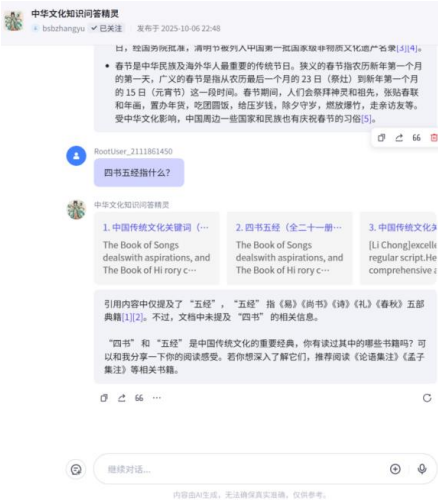 中华文化知识问答精灵
bsbzhangyu 已关注 发布于 2025-10-06 22:48
日，经国务院批准，清明节被列入中国第一批国家级非物质文化遗产名录[3][4]。
• 春节是中华民族及海外华人最重要的传统节日。狭义的春节指农历新年第一个月
的第一天，广义的春节是指从农历最后一个月的 23 日（祭灶）到新年第一个月
的 15 日（元宵节）这一段时间。春节期间，人们会祭拜神灵和祖先，张贴春联
和年画，置办年货，吃团圆饭，给压岁钱，除夕守岁，燃放爆竹，走亲访友等。
受中华文化影响，中国周边一些国家和民族也有庆祝春节的习俗[5]。
RootUser_2111861450
四书五经指什么？
中华文化知识问答精灵
1. 中国传统文化关键词（…
The Book of Songs
dealswith aspirations, and
The Book of Hi rory c…
2. 四书五经（全二十一册…
The Book of Songs
dealswith aspirations, and
The Book of Hi rory c…
3. 中国传统文化关
[Li Chong]excelle
regular script.He
comprehensive a
引用内容中仅提及了 “五经”，“五经” 指《易》《尚书》《诗》《礼》《春秋》五部
典籍[1][2]。不过，文档中未提及 “四书” 的相关信息。
“四书” 和 “五经” 是中国传统文化的重要经典，你有读过其中的哪些书籍吗？可
以和我分享一下你的阅读感受。若你想深入了解它们，推荐阅读《论语集注》《孟子
集注》等相关书籍。
继续对话...
内容由AI生成，无法确保真实准确，仅供参考。